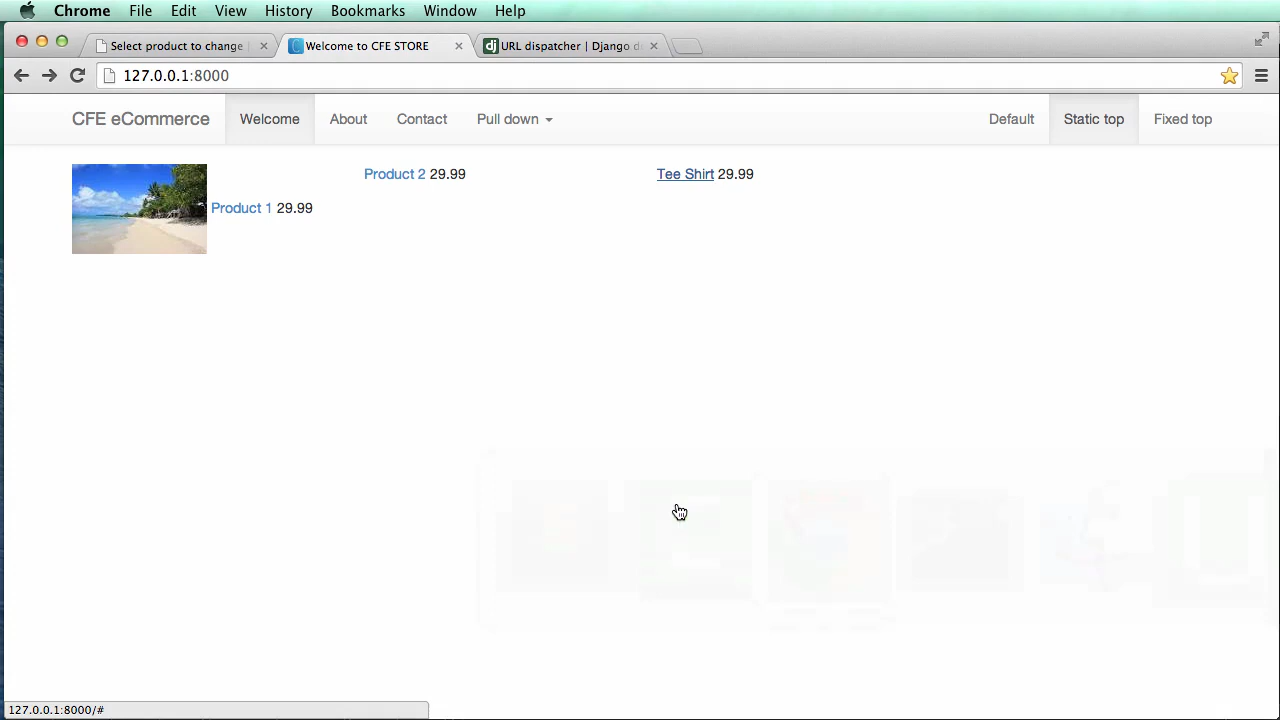 Chrome File Edit View History Bookmarks Window Help
Select product to change Welcome to CFE STORE URL dispatcher | Django d
127.0.0.1:8000
CFE eCommerce Welcome About Contact Pull down Default Static top Fixed top
Product 2 29.99 Tee Shirt 29.99
Product 1 29.99
127.0.0.1:8000/#